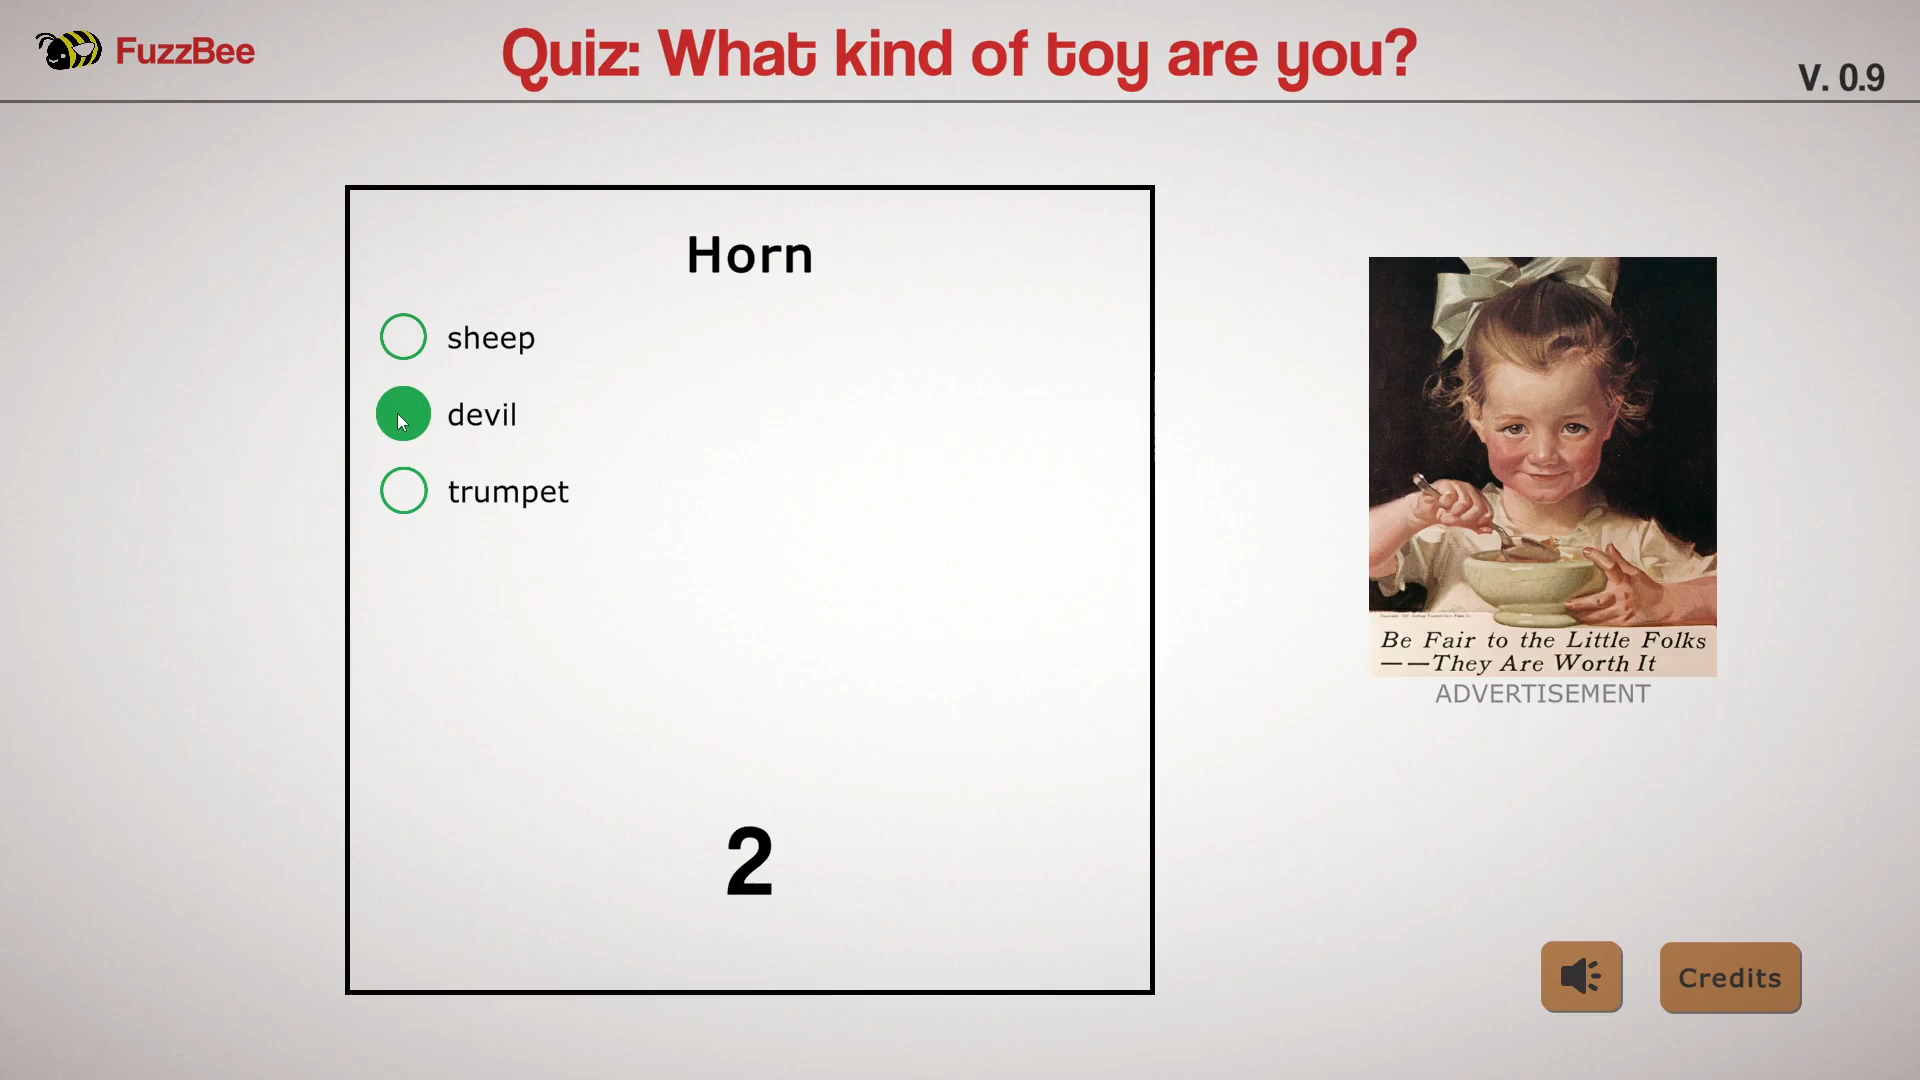 FuzzBee
Quiz: What kind of toy are you?
V. 0.9
Horn
sheep
devil
trumpet
2
Be Fair to the Little Folks
——They Are Worth It
ADVERTISEMENT
Credits